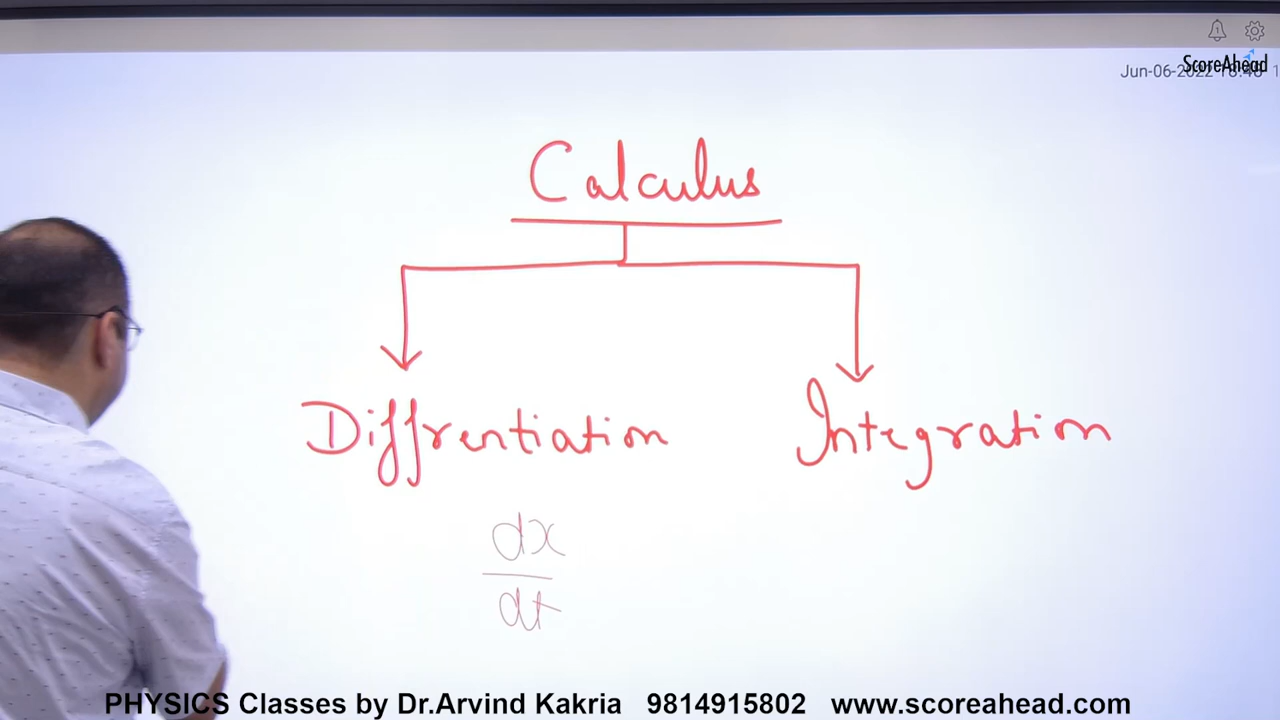 ScoreAhead
Jun-06-2022
Calculus
Diffrentiation Integration
dx
dt
PHYSICS Classes by Dr.Arvind Kakria 9814915802 www.scoreahead.com